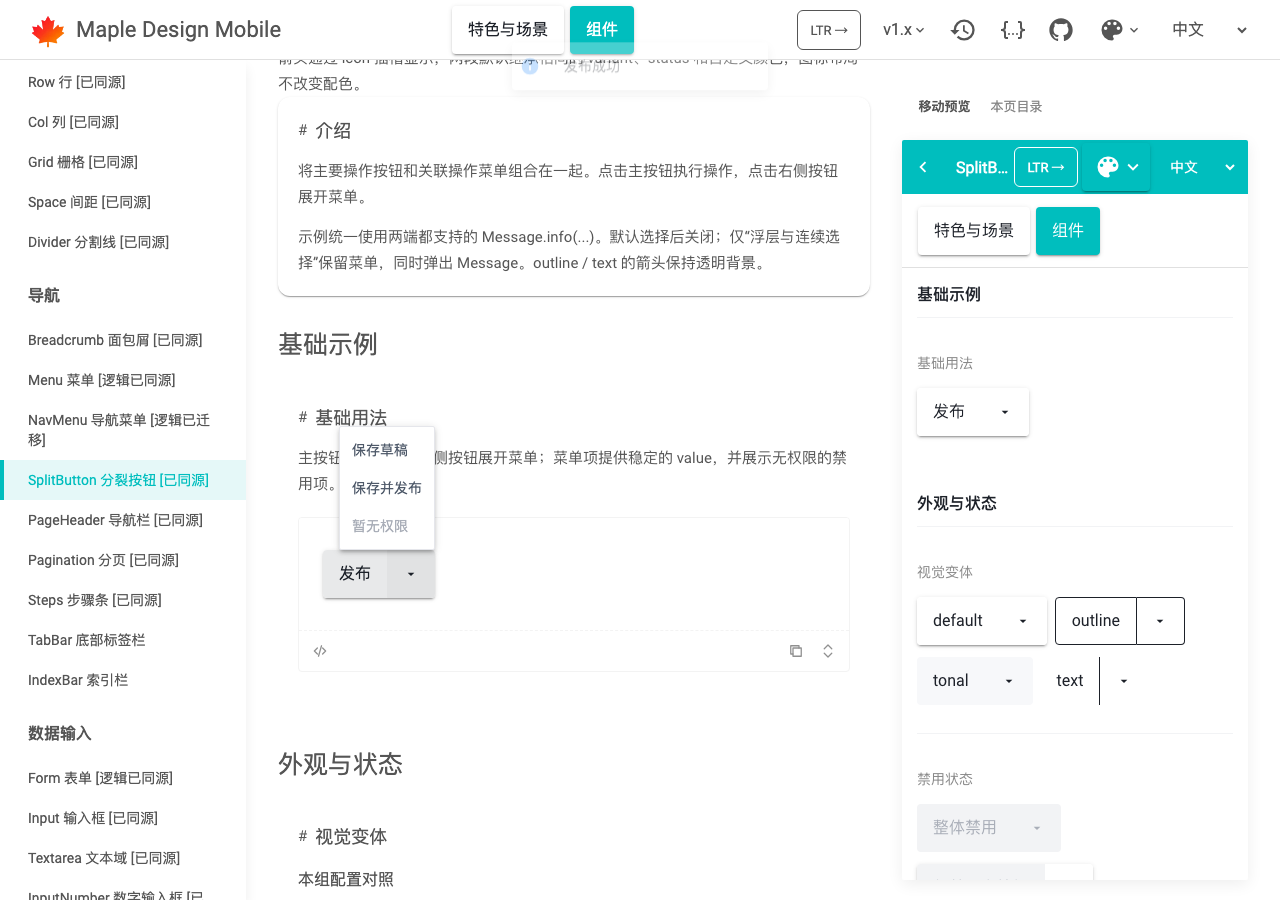 Maple Design Mobile
特色与场景
组件
LTR→
v1.x
中文
发布成功
Row 行 [已同源]
Col 列 [已同源]
Grid 栅格 [已同源]
Space 间距 [已同源]
Divider 分割线 [已同源]
导航
Breadcrumb 面包屑 [已同源]
Menu 菜单 [逻辑已同源]
NavMenu 导航菜单 [逻辑已迁
移]
SplitButton 分裂按钮 [已同源]
PageHeader 导航栏 [已同源]
Pagination 分页 [已同源]
Steps 步骤条 [已同源]
TabBar 底部标签栏
IndexBar 索引栏
数据输入
Form 表单 [逻辑已同源]
Input 输入框 [已同源]
Textarea 文本域 [已同源]
InputNumber 数字输入框 [已
不改变配色。
# 介绍
将主要操作按钮和关联操作菜单组合在一起。点击主按钮执行操作，点击右侧按钮
展开菜单。
示例统一使用两端都支持的 Message.info(...)。默认选择后关闭；仅“浮层与连续选
择”保留菜单，同时弹出 Message。outline / text 的箭头保持透明背景。
基础示例
# 基础用法
主按钮 侧按钮展开菜单；菜单项提供稳定的 value，并展示无权限的禁
用项。
保存草稿
保存并发布
暂无权限
发布
外观与状态
# 视觉变体
本组配置对照
移动预览
本页目录
SplitB...
LTR→
中文
特色与场景
组件
基础示例
基础用法
发布
外观与状态
视觉变体
default
outline
tonal
text
禁用状态
整体禁用